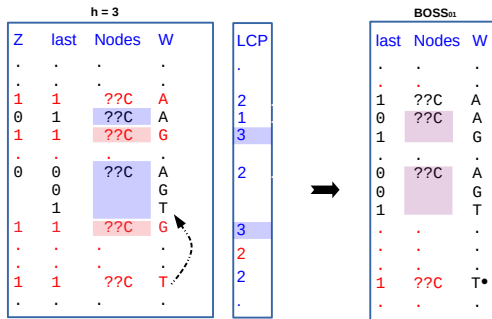 h = 3 BOSS₀₁
Z last Nodes W LCP last Nodes W
. . . . . . . .
. . . . . . .
1 1 ??C A 2 1 ??C A
0 1 ??C A 1 0 ??C A
1 1 ??C G 3 1 G
. . . . . . .
0 0 ??C A 2 0 ??C A
0 G 0 G
1 T 1 T
1 1 ??C G 3 . . .
. . . . 2 . . .
1 1 ??C T 2 1 ??C T•
. . . . . . . .